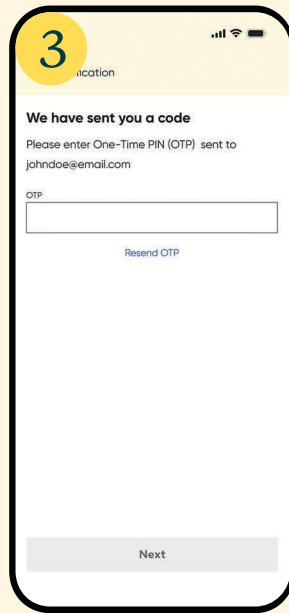 3
We have sent you a code
Please enter One-Time PIN (OTP) sent to
johndoe@email.com
OTP
Resend OTP
Next